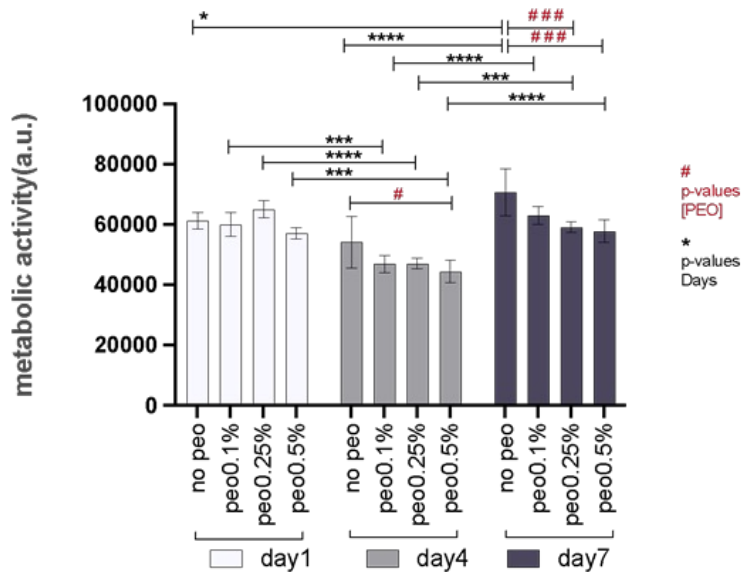 *
###
****
###
****
***
****
metabolic activity(a.u.)
100000
80000
60000
40000
20000
0
***
****
***
#
#
p-values
[PEO]
*
p-values
Days
no peo
peo0.1%
peo0.25%
peo0.5%
no peo
peo0.1%
peo0.25%
peo0.5%
no peo
peo0.1%
peo0.25%
peo0.5%
day1
day4
day7